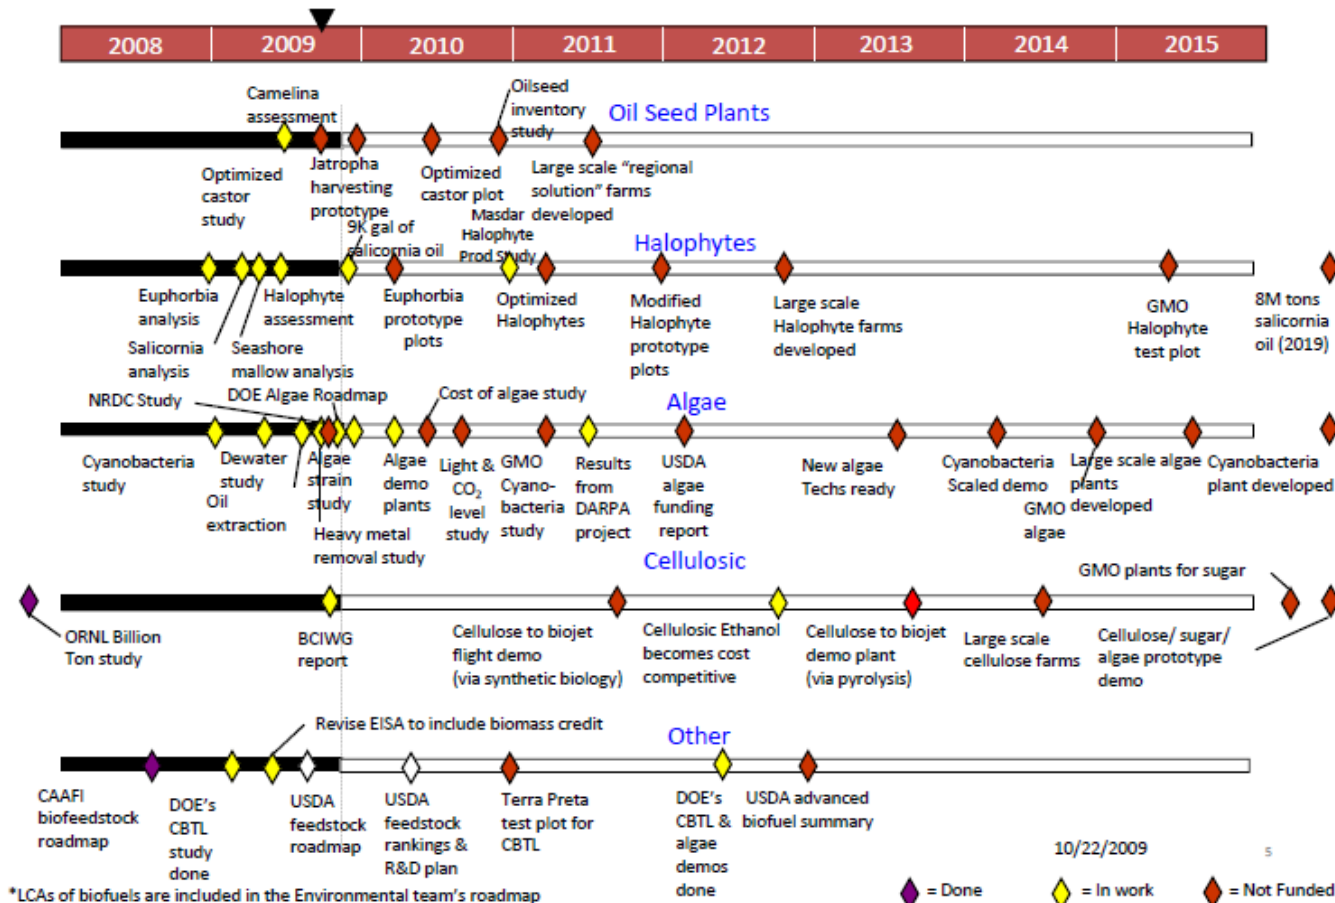 2008 2009 2010 2011 2012 2013 2014 2015
Oil Seed Plants
Camelina
assessment
Oilseed
inventory
study
Optimized
castor
study
Jatropha
harvesting
prototype
Optimized
castor plot
Large scale “regional
solution” farms
developed
Halophytes
9K gal of
salicornia oil
Masdar
Halophyte
Prod Study
Euphorbia
analysis
Salicornia
analysis
Seashore
mallow analysis
Halophyte
assessment
Euphorbia
prototype
plots
Optimized
Halophytes
Modified
Halophyte
prototype
plots
Large scale
Halophyte farms
developed
GMO
Halophyte
test plot
8M tons
salicornia
oil (2019)
Algae
NRDC Study
DOE Algae Roadmap
Cost of algae study
Cyanobacteria
study
Dewater
study
Oil
extraction
Algae
strain
study
Heavy metal
removal study
Algae
demo
plants
Light &
CO₂
level
study
GMO
Cyano-
bacteria
study
Results
from
DARPA
project
USDA
algae
funding
report
New algae
Techs ready
Cyanobacteria
Scaled demo
GMO
algae
Large scale algae
plants
developed
Cyanobacteria
plant developed
Cellulosic
GMO plants for sugar
ORNL Billion
Ton study
BCIWG
report
Cellulose to biojet
flight demo
(via synthetic biology)
Cellulosic Ethanol
becomes cost
competitive
Cellulose to biojet
demo plant
(via pyrolysis)
Large scale
cellulose farms
Cellulose/ sugar/
algae prototype
demo
Other
Revise EISA to include biomass credit
CAAFI
biofeedstock
roadmap
DOE’s
CBTL
study
done
USDA
feedstock
roadmap
USDA
feedstock
rankings &
R&D plan
Terra Preta
test plot for
CBTL
DOE’s
CBTL &
algae
demos
done
USDA advanced
biofuel summary
10/22/2009
5
*LCAs of biofuels are included in the Environmental team’s roadmap
= Done
= In work
= Not Funded